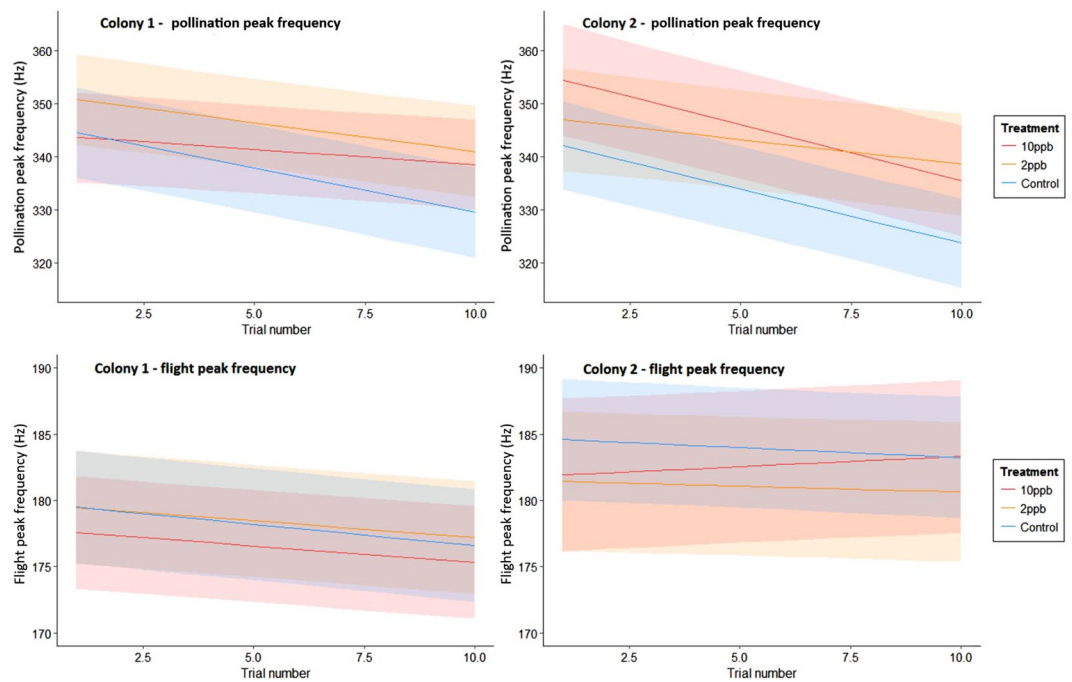 Colony 1 - pollination peak frequency
Pollination peak frequency (Hz)
360
350
340
330
320
2.5 5.0 7.5 10.0
Trial number
Colony 2 - pollination peak frequency
Pollination peak frequency (Hz)
360
350
340
330
320
2.5 5.0 7.5 10.0
Trial number
Treatment
10ppb
2ppb
Control
Colony 1 - flight peak frequency
Flight peak frequency (Hz)
190
185
180
175
170
2.5 5.0 7.5 10.0
Trial number
Colony 2 - flight peak frequency
Flight peak frequency (Hz)
190
185
180
175
170
2.5 5.0 7.5 10.0
Trial number
Treatment
10ppb
2ppb
Control